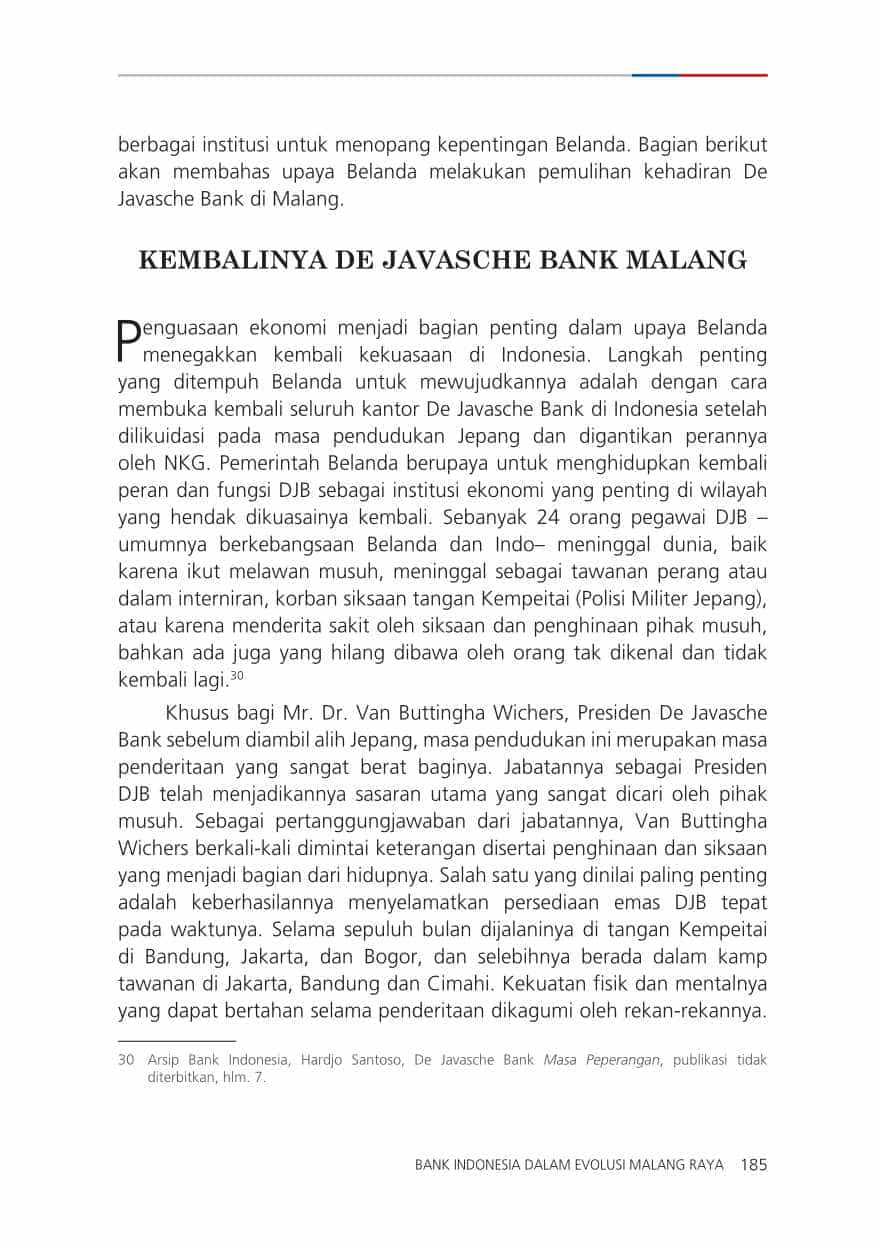 berbagai institusi untuk menopang kepentingan Belanda. Bagian berikut
akan membahas upaya Belanda melakukan pemulihan kehadiran De
Javasche Bank di Malang.
KEMBALINYA DE JAVASCHE BANK MALANG
Penguasaan ekonomi menjadi bagian penting dalam upaya Belanda
menegakkan kembali kekuasaan di Indonesia. Langkah penting
yang ditempuh Belanda untuk mewujudkannya adalah dengan cara
membuka kembali seluruh kantor De Javasche Bank di Indonesia setelah
dilikuidasi pada masa pendudukan Jepang dan digantikan perannya
oleh NKG. Pemerintah Belanda berupaya untuk menghidupkan kembali
peran dan fungsi DJB sebagai institusi ekonomi yang penting di wilayah
yang hendak dikuasainya kembali. Sebanyak 24 orang pegawai DJB –
umumnya berkebangsaan Belanda dan Indo– meninggal dunia, baik
karena ikut melawan musuh, meninggal sebagai tawanan perang atau
dalam interniran, korban siksaan tangan Kempeitai (Polisi Militer Jepang),
atau karena menderita sakit oleh siksaan dan penghinaan pihak musuh,
bahkan ada juga yang hilang dibawa oleh orang tak dikenal dan tidak
kembali lagi.30
Khusus bagi Mr. Dr. Van Buttingha Wichers, Presiden De Javasche
Bank sebelum diambil alih Jepang, masa pendudukan ini merupakan masa
penderitaan yang sangat berat baginya. Jabatannya sebagai Presiden
DJB telah menjadikannya sasaran utama yang sangat dicari oleh pihak
musuh. Sebagai pertanggungjawaban dari jabatannya, Van Buttingha
Wichers berkali-kali dimintai keterangan disertai penghinaan dan siksaan
yang menjadi bagian dari hidupnya. Salah satu yang dinilai paling penting
adalah keberhasilannya menyelamatkan persediaan emas DJB tepat
pada waktunya. Selama sepuluh bulan dijalaninya di tangan Kempeitai
di Bandung, Jakarta, dan Bogor, dan selebihnya berada dalam kamp
tawanan di Jakarta, Bandung dan Cimahi. Kekuatan fisik dan mentalnya
yang dapat bertahan selama penderitaan dikagumi oleh rekan-rekannya.
30 Arsip Bank Indonesia, Hardjo Santoso, De Javasche Bank Masa Peperangan, publikasi tidak
diterbitkan, hlm. 7.
BANK INDONESIA DALAM EVOLUSI MALANG RAYA 185